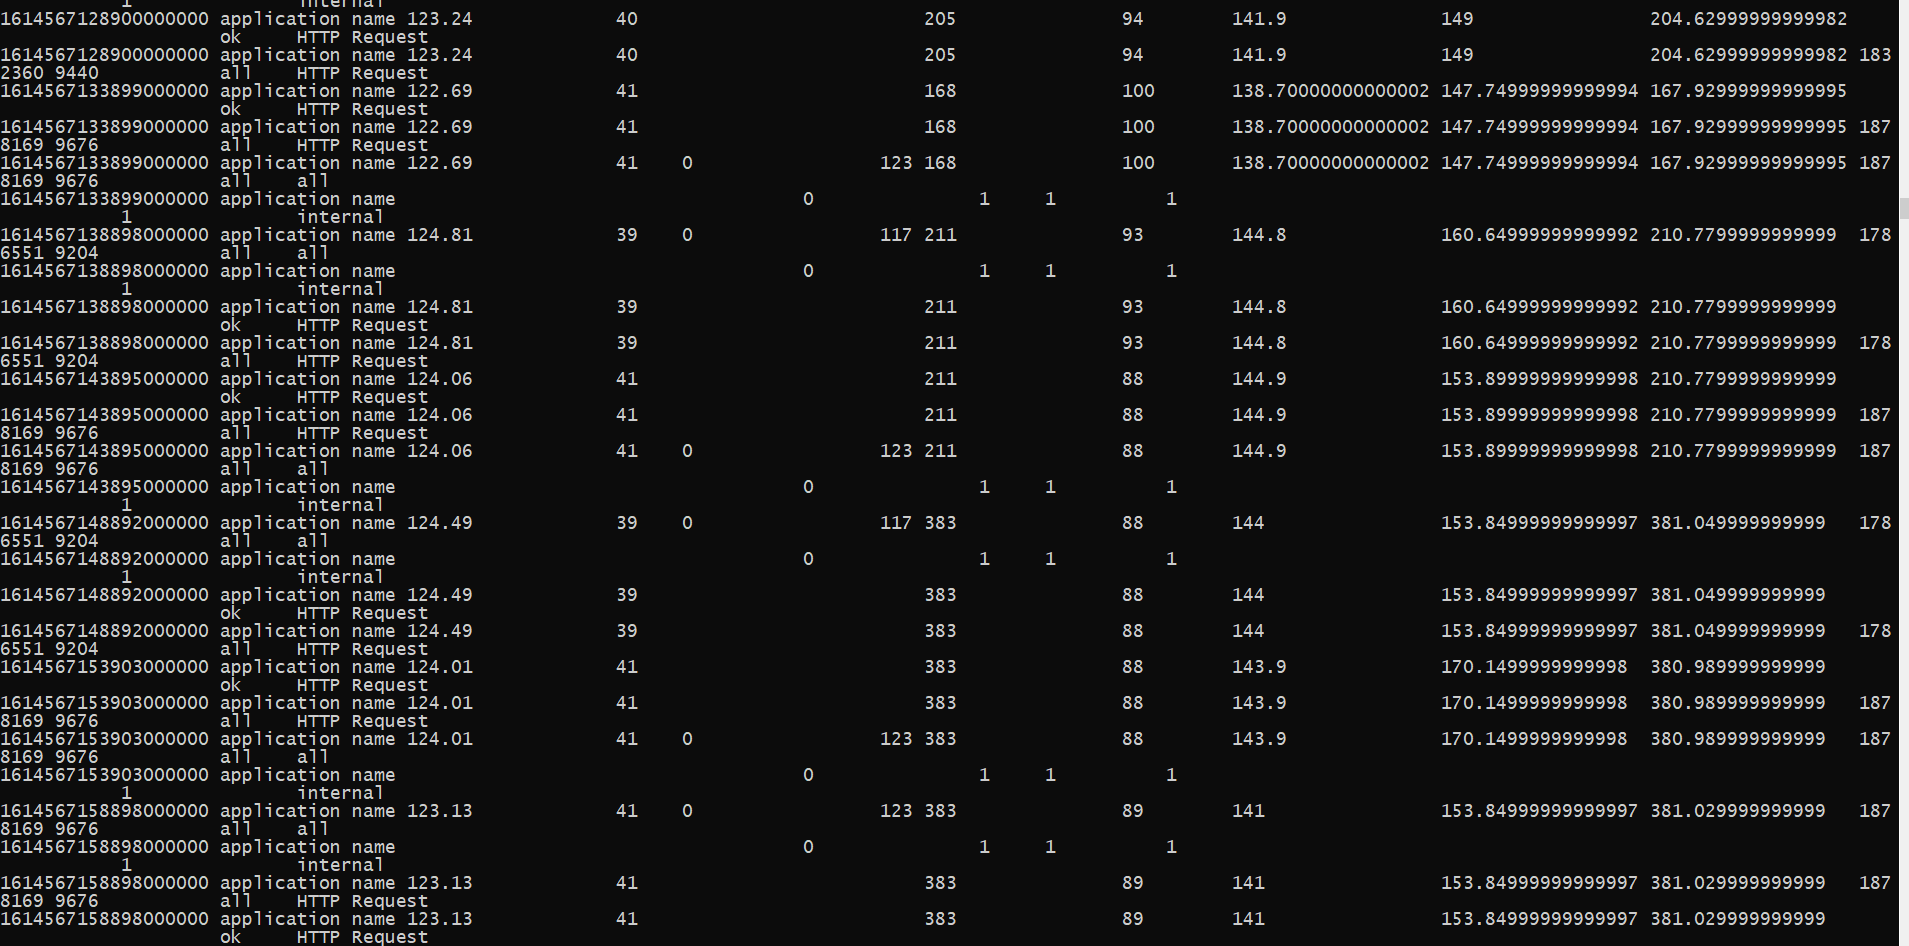 1 internal
1614567128900000000 application name 123.24 40 205 94 141.9 149 204.62999999999982
ok HTTP Request
1614567128900000000 application name 123.24 40 205 94 141.9 149 204.62999999999982 183
2360 9440 all HTTP Request
1614567133899000000 application name 122.69 41 168 100 138.70000000000002 147.74999999999994 167.92999999999995
ok HTTP Request
1614567133899000000 application name 122.69 41 168 100 138.70000000000002 147.74999999999994 167.92999999999995 187
8169 9676 all HTTP Request
1614567133899000000 application name 122.69 41 0 123 168 100 138.70000000000002 147.74999999999994 167.92999999999995 187
8169 9676 all all
1614567133899000000 application name 0 1 1 1
1 internal
1614567138898000000 application name 124.81 39 0 117 211 93 144.8 160.64999999999992 210.7799999999999 178
6551 9204 all all
1614567138898000000 application name 0 1 1 1
1 internal
1614567138898000000 application name 124.81 39 211 93 144.8 160.64999999999992 210.7799999999999
ok HTTP Request
1614567138898000000 application name 124.81 39 211 93 144.8 160.64999999999992 210.7799999999999 178
6551 9204 all HTTP Request
1614567143895000000 application name 124.06 41 211 88 144.9 153.89999999999998 210.7799999999999
ok HTTP Request
1614567143895000000 application name 124.06 41 211 88 144.9 153.89999999999998 210.7799999999999 187
8169 9676 all HTTP Request
1614567143895000000 application name 124.06 41 0 123 211 88 144.9 153.89999999999998 210.7799999999999 187
8169 9676 all all
1614567143895000000 application name 0 1 1 1
1 internal
1614567148892000000 application name 124.49 39 0 117 383 88 144 153.84999999999997 381.049999999999 178
6551 9204 all all
1614567148892000000 application name 0 1 1 1
1 internal
1614567148892000000 application name 124.49 39 383 88 144 153.84999999999997 381.049999999999
ok HTTP Request
1614567148892000000 application name 124.49 39 383 88 144 153.84999999999997 381.049999999999 178
6551 9204 all HTTP Request
1614567153903000000 application name 124.01 41 383 88 143.9 170.1499999999998 380.989999999999
ok HTTP Request
1614567153903000000 application name 124.01 41 383 88 143.9 170.1499999999998 380.989999999999 187
8169 9676 all HTTP Request
1614567153903000000 application name 124.01 41 0 123 383 88 143.9 170.1499999999998 380.989999999999 187
8169 9676 all all
1614567153903000000 application name 0 1 1 1
1 internal
1614567158898000000 application name 123.13 41 0 123 383 89 141 153.84999999999997 381.029999999999 187
8169 9676 all all
1614567158898000000 application name 0 1 1 1
1 internal
1614567158898000000 application name 123.13 41 383 89 141 153.84999999999997 381.029999999999 187
8169 9676 all HTTP Request
1614567158898000000 application name 123.13 41 383 89 141 153.84999999999997 381.029999999999
ok HTTP Request